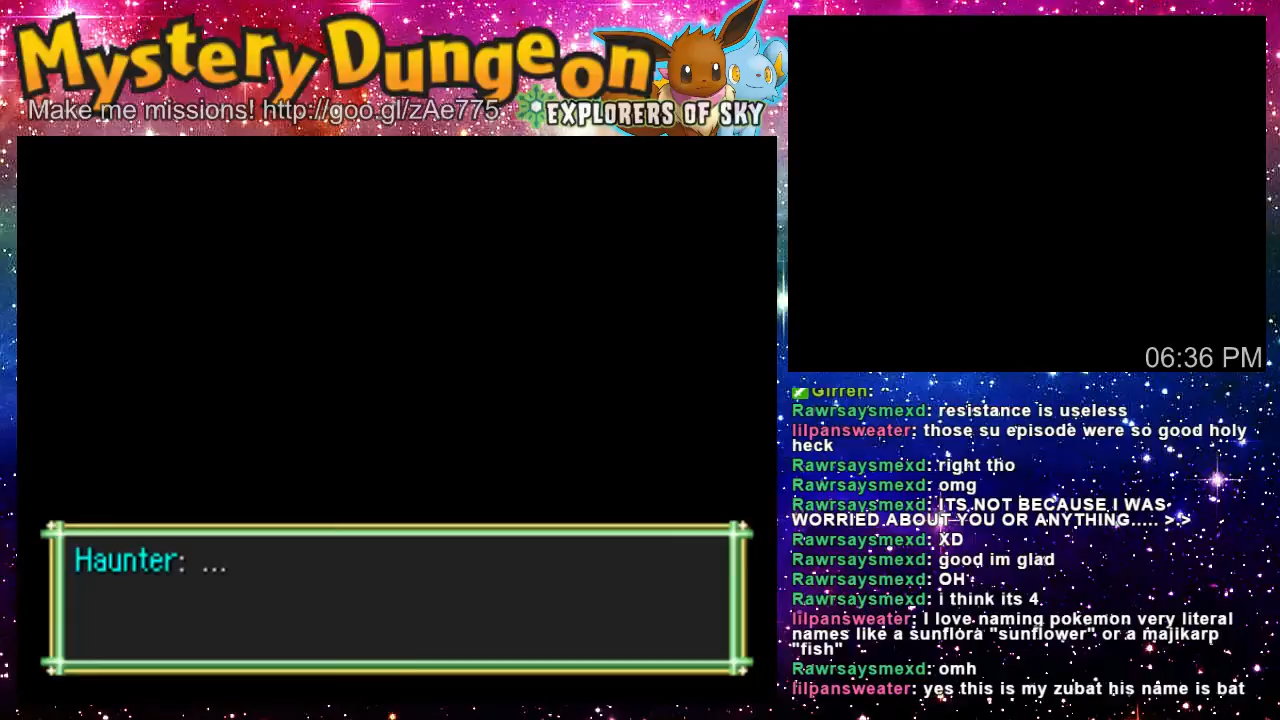 Mystery Dungeon
Make me missions! http://goo.gl/zAe775
EXPLORERS OF SKY
06:36 PM
Haunter: ...
Girren:
Rawrsaysmexd: resistance is useless
lilpansweater: those su episode were so good holy
heck
Rawrsaysmexd: right tho
Rawrsaysmexd: omg
Rawrsaysmexd: ITS NOT BECAUSE I WAS
WORRIED ABOUT YOU OR ANYTHING..... >.>
Rawrsaysmexd: XD
Rawrsaysmexd: good im glad
Rawrsaysmexd: OH
Rawrsaysmexd: i think its 4
lilpansweater: I love naming pokemon very literal
names like a sunflora "sunflower" or a majikarp
"fish"
Rawrsaysmexd: omh
lilpansweater: yes this is my zubat his name is bat